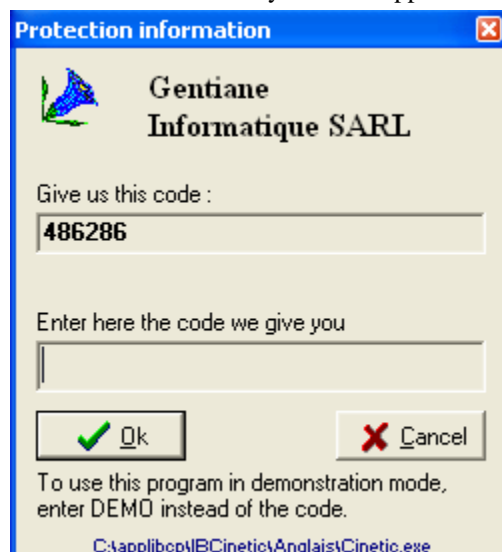 Protection information
Gentiane
Informatique SARL
Give us this code :
486286
Enter here the code we give you
Ok
Cancel
To use this program in demonstration mode,
enter DEMO instead of the code.
C:\applibcp\IBCinetic\Anglais\Cinetic.exe